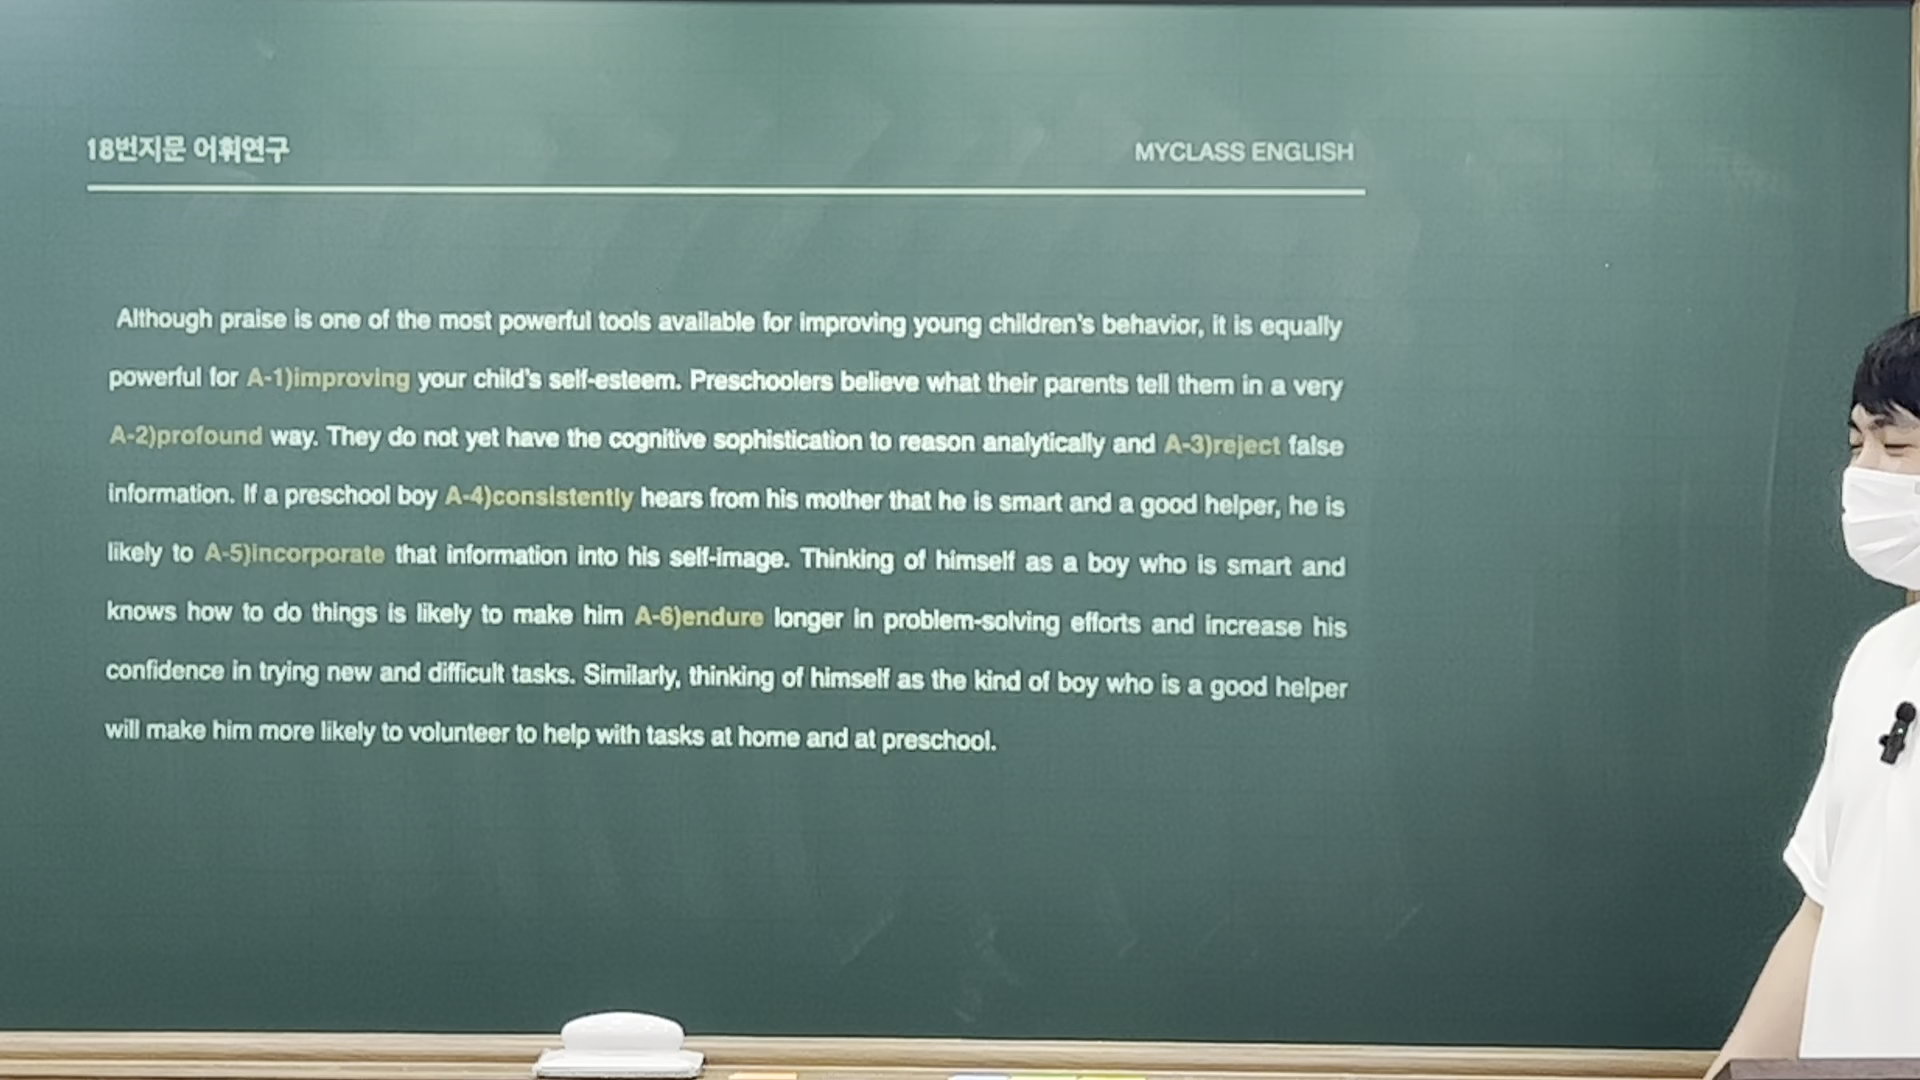 18번지문 어휘연구
MYCLASS ENGLISH
Although praise is one of the most powerful tools available for improving young children's behavior, it is equally
powerful for A-1)improving your child's self-esteem. Preschoolers believe what their parents tell them in a very
A-2)profound way. They do not yet have the cognitive sophistication to reason analytically and A-3)reject false
information. If a preschool boy A-4)consistently hears from his mother that he is smart and a good helper, he is
likely to A-5)incorporate that information into his self-image. Thinking of himself as a boy who is smart and
knows how to do things is likely to make him A-6)endure longer in problem-solving efforts and increase his
confidence in trying new and difficult tasks. Similarly, thinking of himself as the kind of boy who is a good helper
will make him more likely to volunteer to help with tasks at home and at preschool.